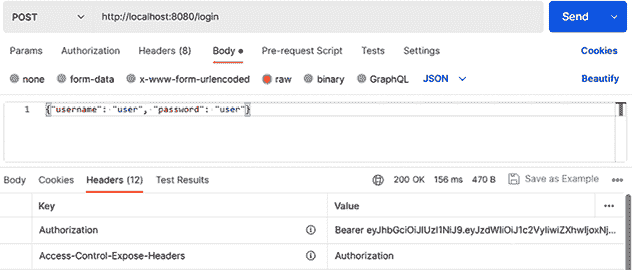 POST http://localhost:8080/login Send
Params Authorization Headers (8) Body Pre-request Script Tests Settings Cookies
none form-data x-www-form-urlencoded raw binary GraphQL JSON Beautify
1 {"username": "user", "password": "user"}
Body Cookies Headers (12) Test Results 200 OK 156 ms 470 B Save as Example
Key Value
Authorization Bearer eyJhbGciOiJIUzI1NiJ9.eyJzdWIiOiJ1c2VyIiwiZXhwIjoxNj...
Access-Control-Expose-Headers Authorization